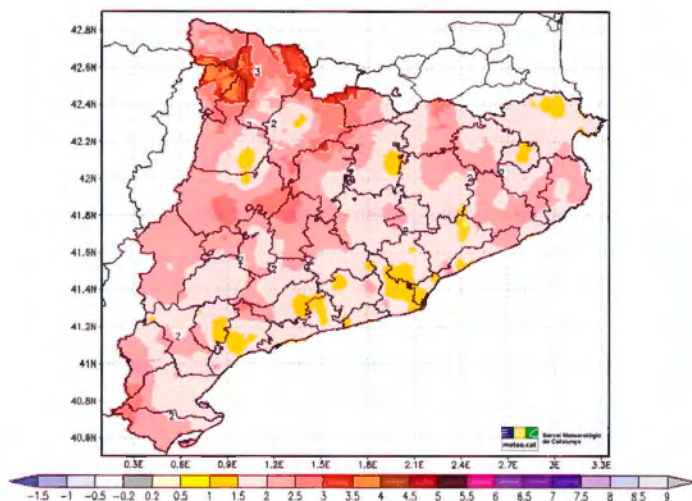 42.8N
42.6N
42.4N
42.2N
42N
41.8N
41.6N
41.4N
41.2N
41N
40.8N
40.6N
3
2
2
2
2
2
2
2
2
meteo.cat
Servei Meteorològic
de Catalunya
0.3E 0.6E 0.9E 1.2E 1.5E 1.8E 2.1E 2.4E 2.7E 3E 3.3E
-1.5 -1 -0.5 -0.2 0.2 0.5 1 1.5 2 2.5 3 3.5 4 4.5 5 5.5 6 6.5 7 7.5 8 8.5 9